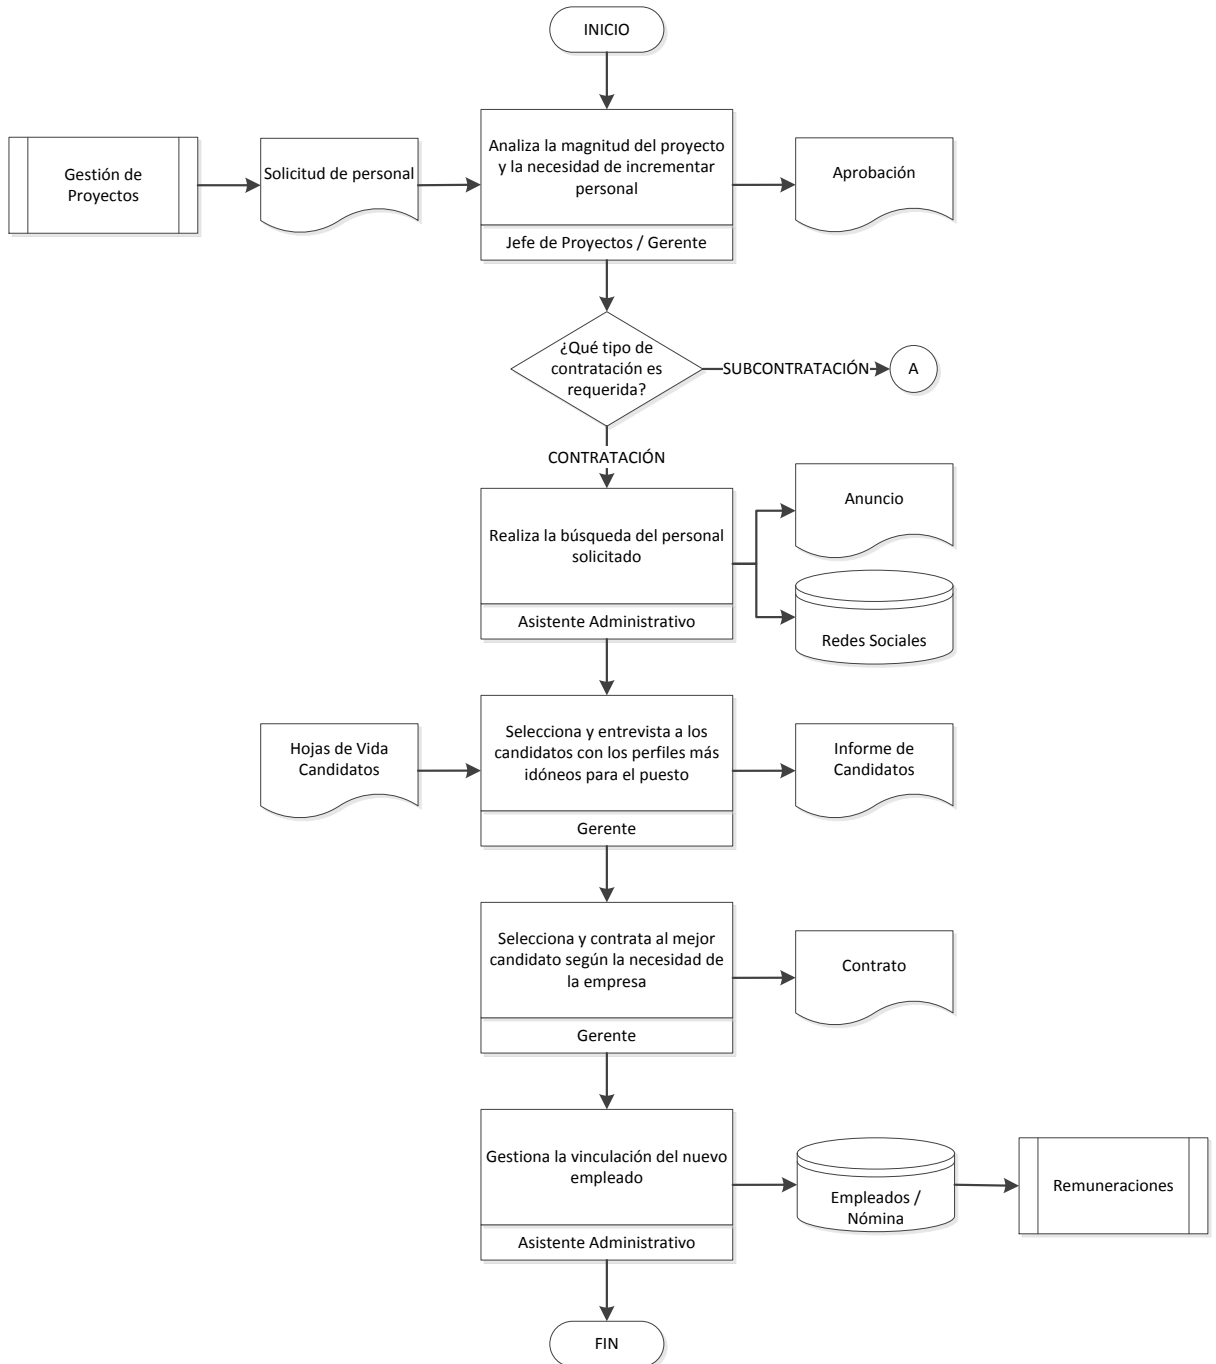 INICIO
Gestión de
Proyectos
Solicitud de personal
Analiza la magnitud del proyecto
y la necesidad de incrementar
personal
Jefe de Proyectos / Gerente
Aprobación
¿Qué tipo de
contratación es
requerida?
SUBCONTRATACIÓN
A
CONTRATACIÓN
Realiza la búsqueda del personal
solicitado
Asistente Administrativo
Anuncio
Redes Sociales
Hojas de Vida
Candidatos
Selecciona y entrevista a los
candidatos con los perfiles más
idóneos para el puesto
Gerente
Informe de
Candidatos
Selecciona y contrata al mejor
candidato según la necesidad de
la empresa
Gerente
Contrato
Gestiona la vinculación del nuevo
empleado
Asistente Administrativo
Empleados /
Nómina
Remuneraciones
FIN